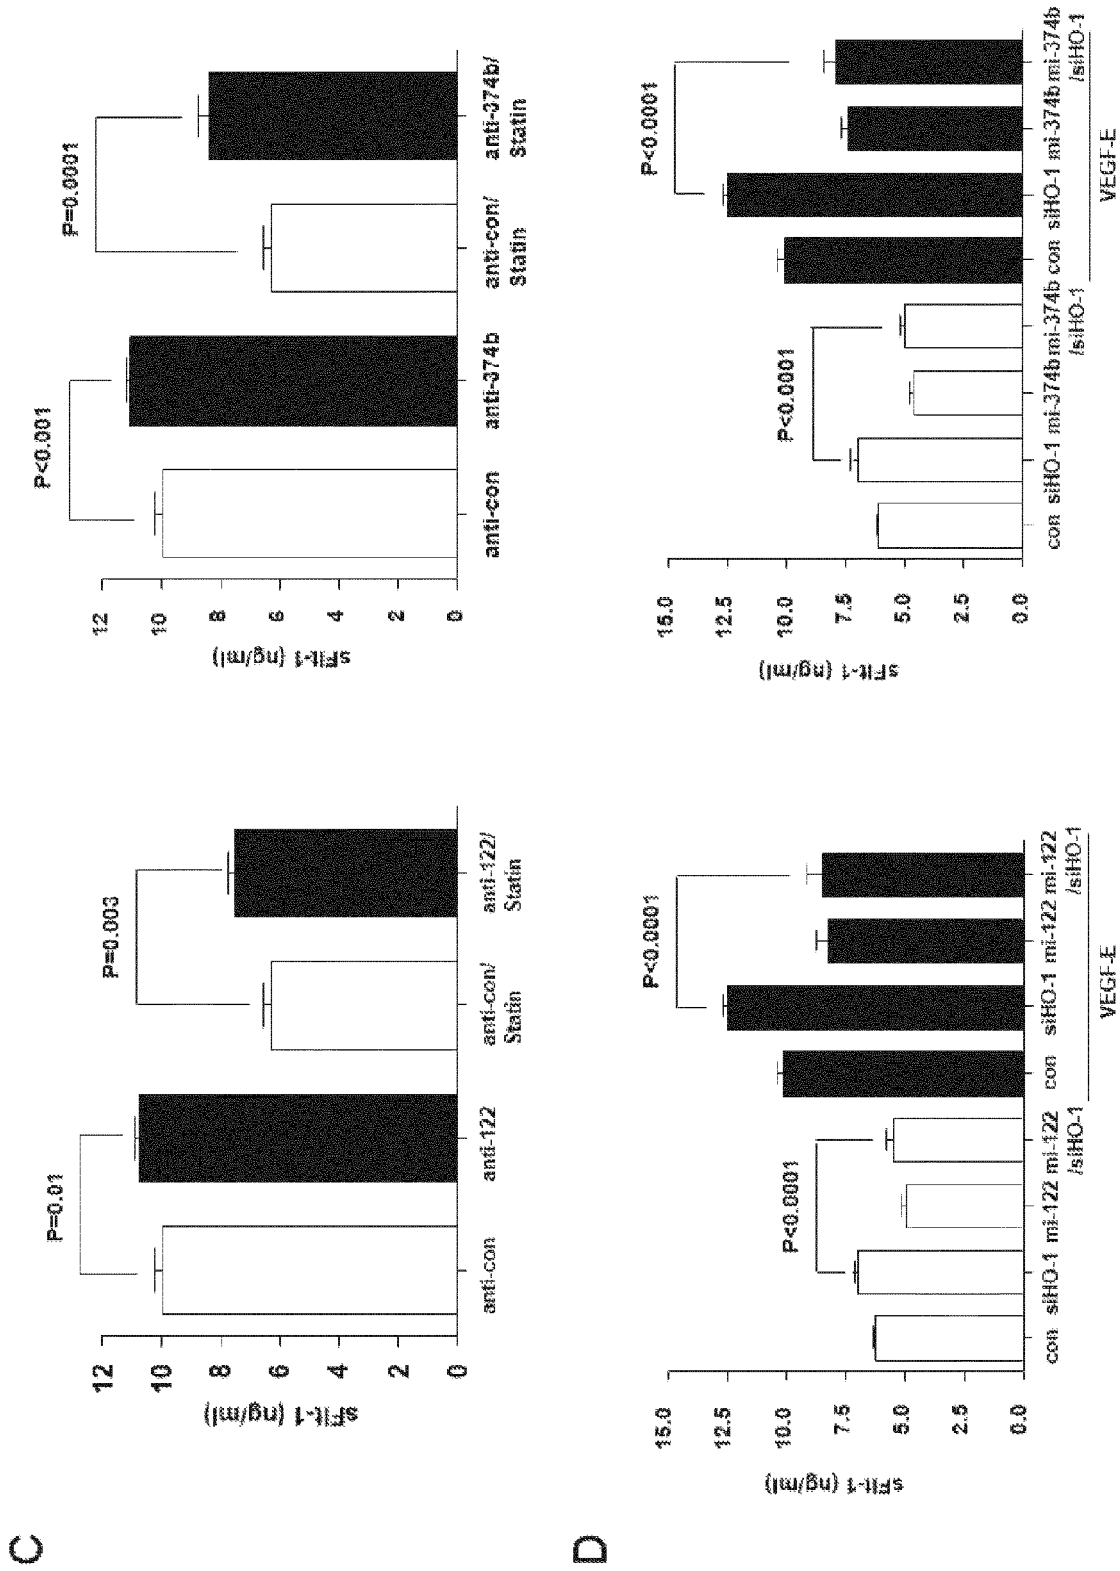 C
sFlt-1 (ng/ml)
12
10
8
6
4
2
0
P=0.01
P=0.003
anti-con
anti-122
anti-con/
Statin
anti-122/
Statin
sFlt-1 (ng/ml)
12
10
8
6
4
2
0
P<0.001
P=0.0001
anti-con
anti-374b
anti-con/
Statin
anti-374b/
Statin
D
sFlt-1 (ng/ml)
15.0
12.5
10.0
7.5
5.0
2.5
0.0
P<0.0001
P<0.0001
con siHO-1 mi-122 mi-122 con siHO-1 mi-122 mi-122
/siHO-1 /siHO-1
VEGF-E
sFlt-1 (ng/ml)
15.0
12.5
10.0
7.5
5.0
2.5
0.0
P<0.0001
P<0.0001
con siHO-1 mi-374b mi-374b con siHO-1 mi-374b mi-374b
/siHO-1 /siHO-1
VEGF-E